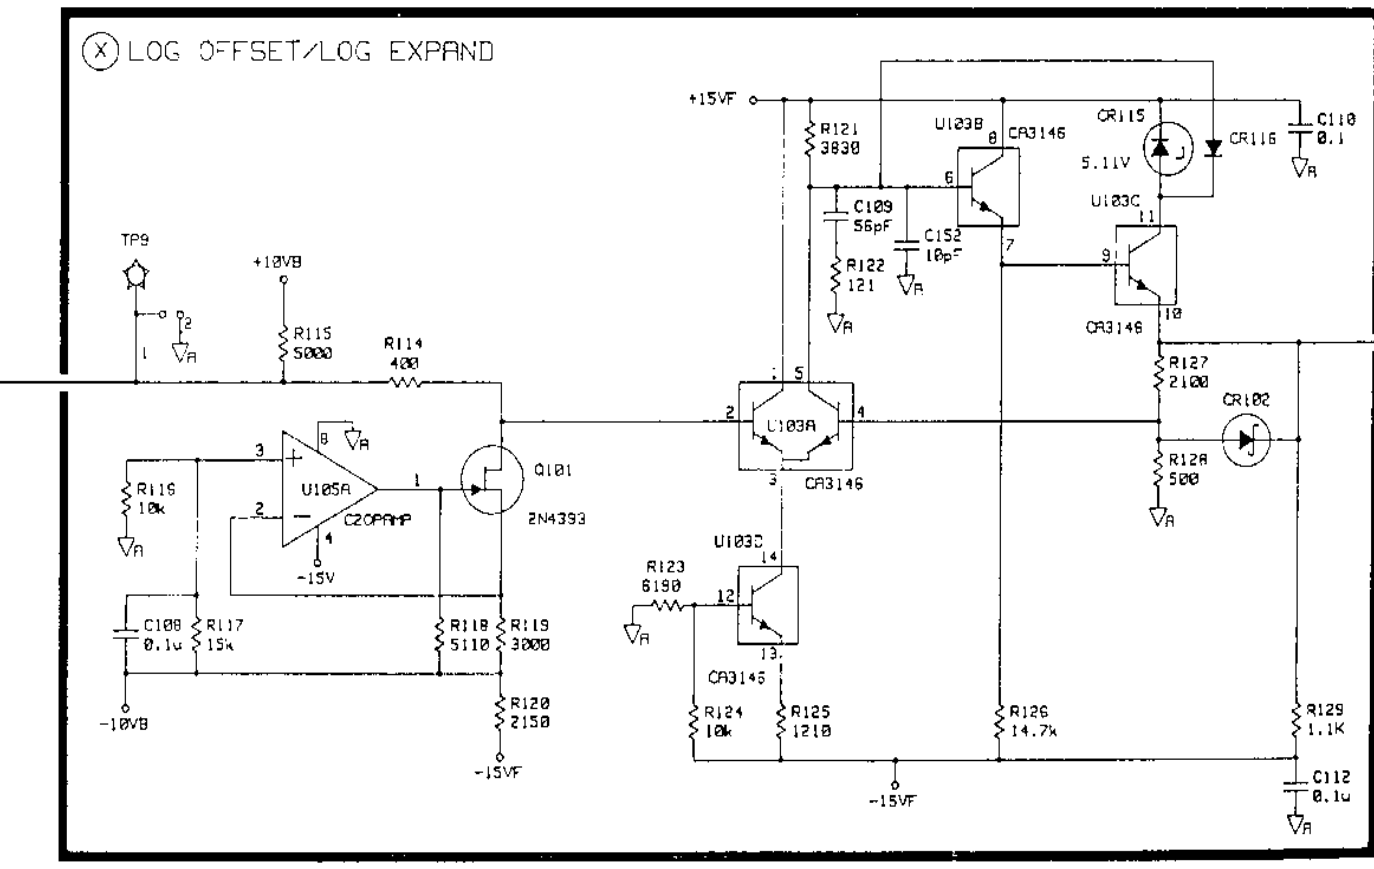 X LOG OFFSET/LOG EXPAND
+15VF
R121
3830
U103B
8
CA3146
CR115
5.11V
CR116
C110
0.1
A
6
7
C109
56pF
C152
10pF
R122
121
A
A
U103C
11
9
10
CA3146
TP9
2
A
1
+10VB
R115
5000
R114
400
1
5
2
4
U103A
3
CA3146
R127
2100
CR102
R128
500
A
3
+
8
A
U105A
2
-
C2OPAMP
4
-15V
1
Q101
2N4393
R116
10k
A
U103D
14
R123
6190
12
A
13
CA3146
C108
0.1u
R117
15k
R118
5110
R119
3000
-10VB
R120
2150
-15VF
R124
10k
R125
1210
R126
14.7k
R129
1.1K
-15VF
C112
0.1u
A